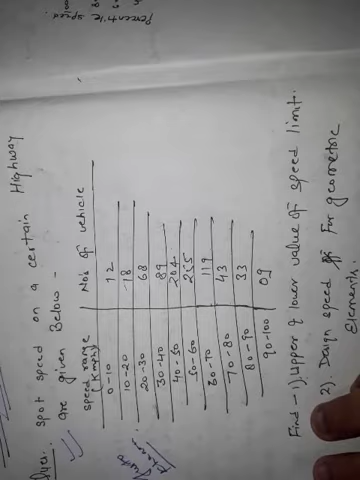 percentile speed.
Ques:. spot speed on a certain Highway
are given Below -
speed range (Kmph) No's of vehicle
0-10 12
10-20 18
20-30 68
30-40 89
40-50 204
50-60 255
60-70 119
70-80 43
80-90 33
90-100 09
Find - 1). Upper & lower value of speed limit.
2). Design speed of For geometric
Elements.